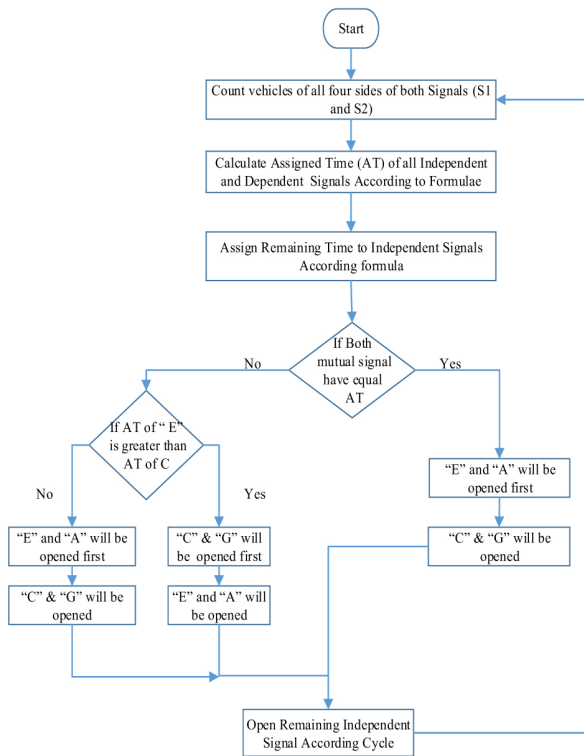 Start
Count vehicles of all four sides of both Signals (S1
and S2)
Calculate Assigned Time (AT) of all Independent
and Dependent Signals According to Formulae
Assign Remaining Time to Independent Signals
According formula
If Both
mutual signal
have equal
AT
No
Yes
If AT of “ E”
is greater than
AT of C
No
Yes
“E” and “A” will be
opened first
“C” & “G” will be
opened
“C” & “G” will
be opened first
“E” and “A” will
be opened
“E” and “A” will be
opened first
“C” & “G” will be
opened
Open Remaining Independent
Signal According Cycle